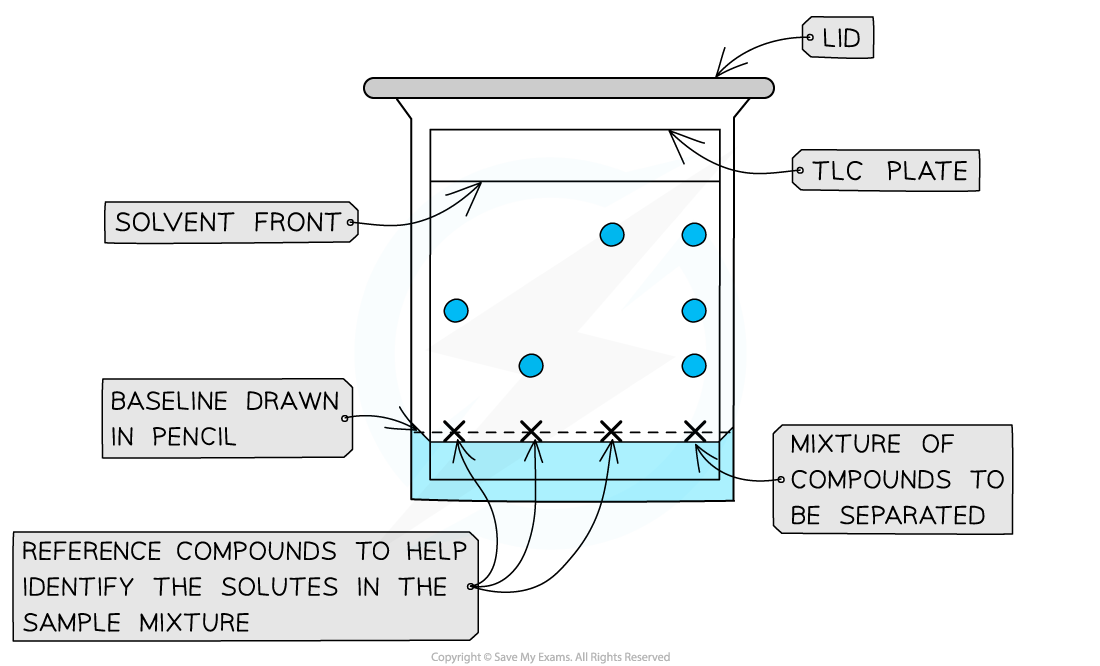 LID
TLC PLATE
SOLVENT FRONT
BASELINE DRAWN
IN PENCIL
MIXTURE OF
COMPOUNDS TO
BE SEPARATED
REFERENCE COMPOUNDS TO HELP
IDENTIFY THE SOLUTES IN THE
SAMPLE MIXTURE
Copyright © Save My Exams. All Rights Reserved